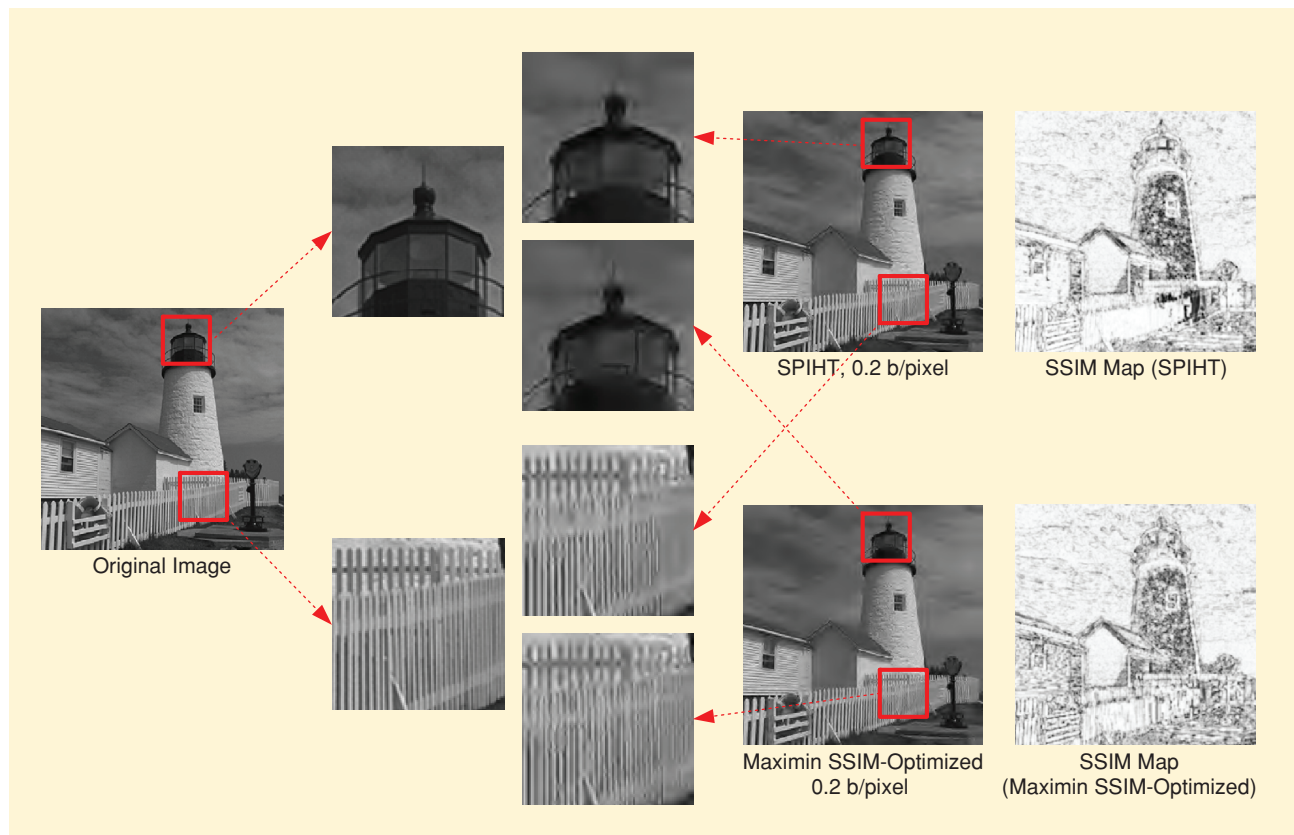 SPIHT, 0.2 b/pixel
SSIM Map (SPIHT)
Original Image
Maximin SSIM-Optimized
0.2 b/pixel
SSIM Map
(Maximin SSIM-Optimized)